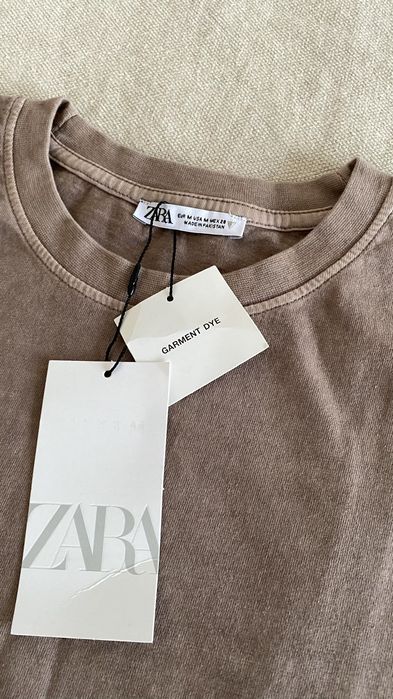 ZARA
EUR M USA M MEX 28
MADE IN PAKISTAN
GARMENT DYE
ZARA